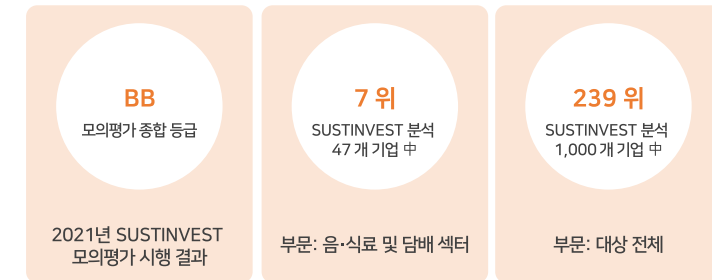 BB
모의평가 종합 등급
2021년 SUSTINVEST
모의평가 시행 결과
7 위
SUSTINVEST 분석
47 개 기업 中
부문: 음·식료 및 담배 섹터
239 위
SUSTINVEST 분석
1,000 개 기업 中
부문: 대상 전체